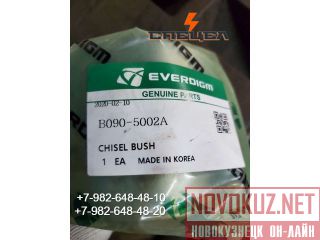 СПЕЦЕЛ
EVERDIGM
GENUINE PARTS
2020-02-10
B090-5002A
CHISEL BUSH
1 EA MADE IN KOREA
+7-982-648-48-10
+7-982-648-48-20
NOVOKUZ.NET
НОВОКУЗНЕЦК ОН-ЛАЙН